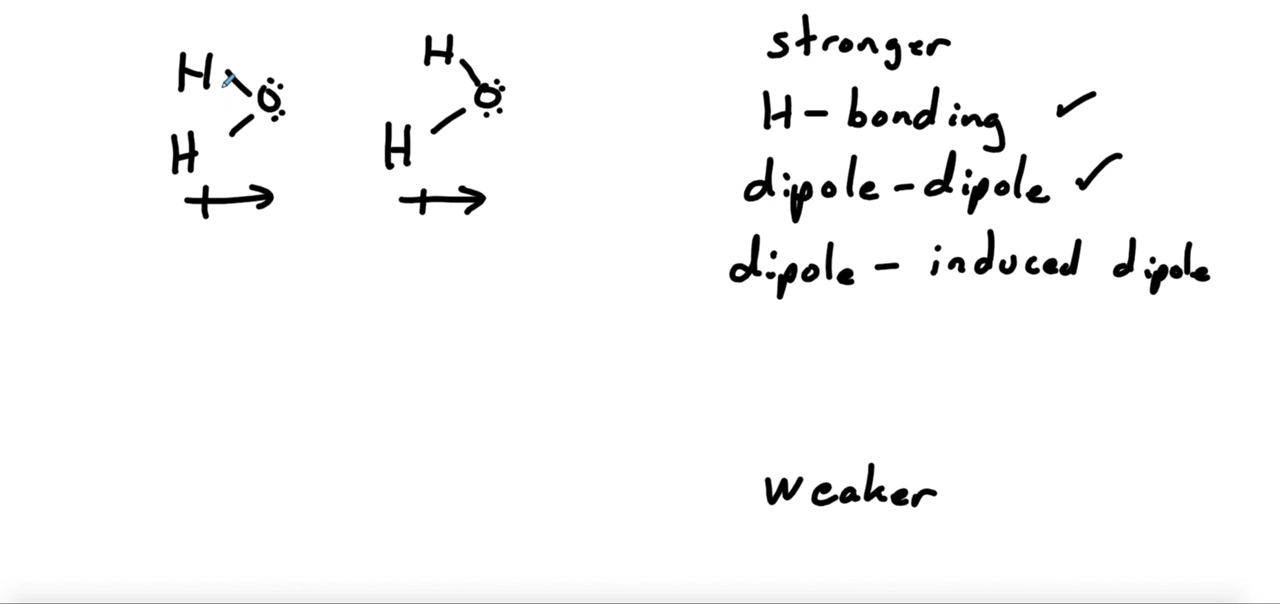 stronger
H - bonding ✓
dipole - dipole ✓
dipole - induced dipole
weaker
H
O
H
H
O
H